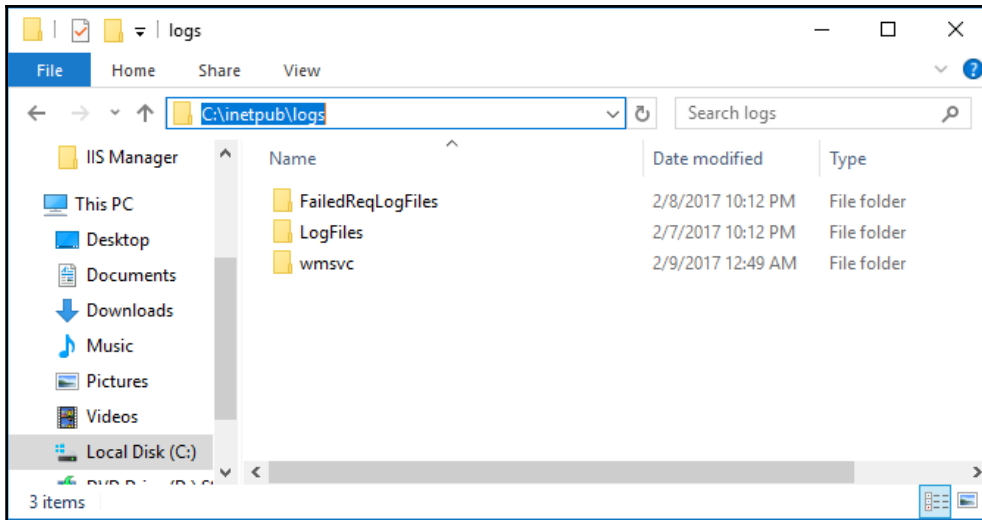 logs
File Home Share View
C:\inetpub\logs Search logs
IIS Manager
This PC
Desktop
Documents
Downloads
Music
Pictures
Videos
Local Disk (C:)
Name Date modified Type
FailedReqLogFiles 2/8/2017 10:12 PM File folder
LogFiles 2/7/2017 10:12 PM File folder
wmsvc 2/9/2017 12:49 AM File folder
3 items